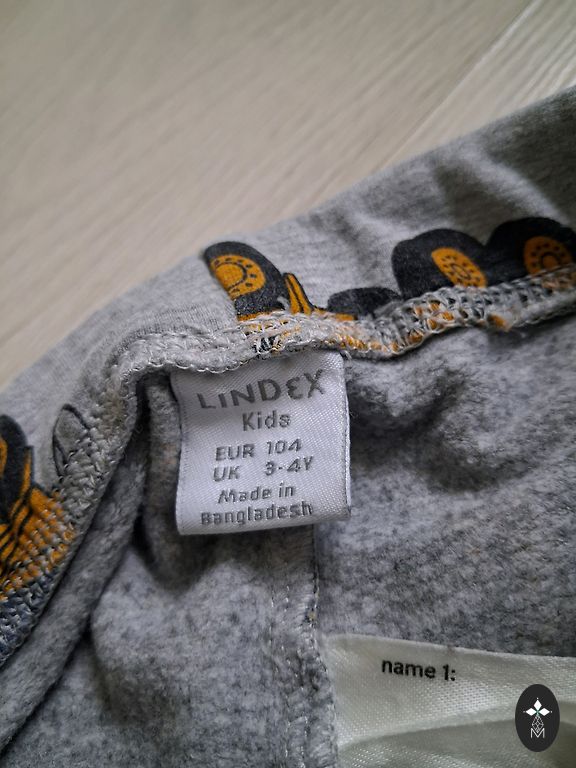 LINDEX
Kids
EUR 104
UK 3-4Y
Made in
Bangladesh
name 1:
M